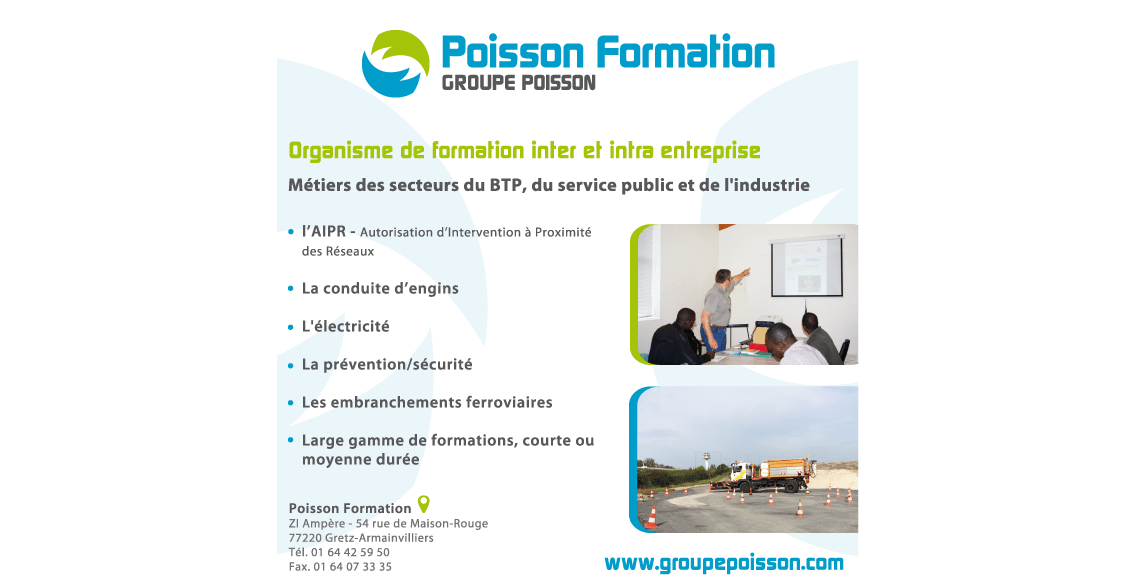 Poisson Formation
GROUPE POISSON
Organisme de formation inter et intra entreprise
Métiers des secteurs du BTP, du service public et de l'industrie
• l’AIPR - Autorisation d’Intervention à Proximité
des Réseaux
• La conduite d’engins
• L'électricité
• La prévention/sécurité
• Les embranchements ferroviaires
• Large gamme de formations, courte ou
moyenne durée
Poisson Formation
ZI Ampère - 54 rue de Maison-Rouge
77220 Gretz-Armainvilliers
Tél. 01 64 42 59 50
Fax. 01 64 07 33 35
www.groupepoisson.com